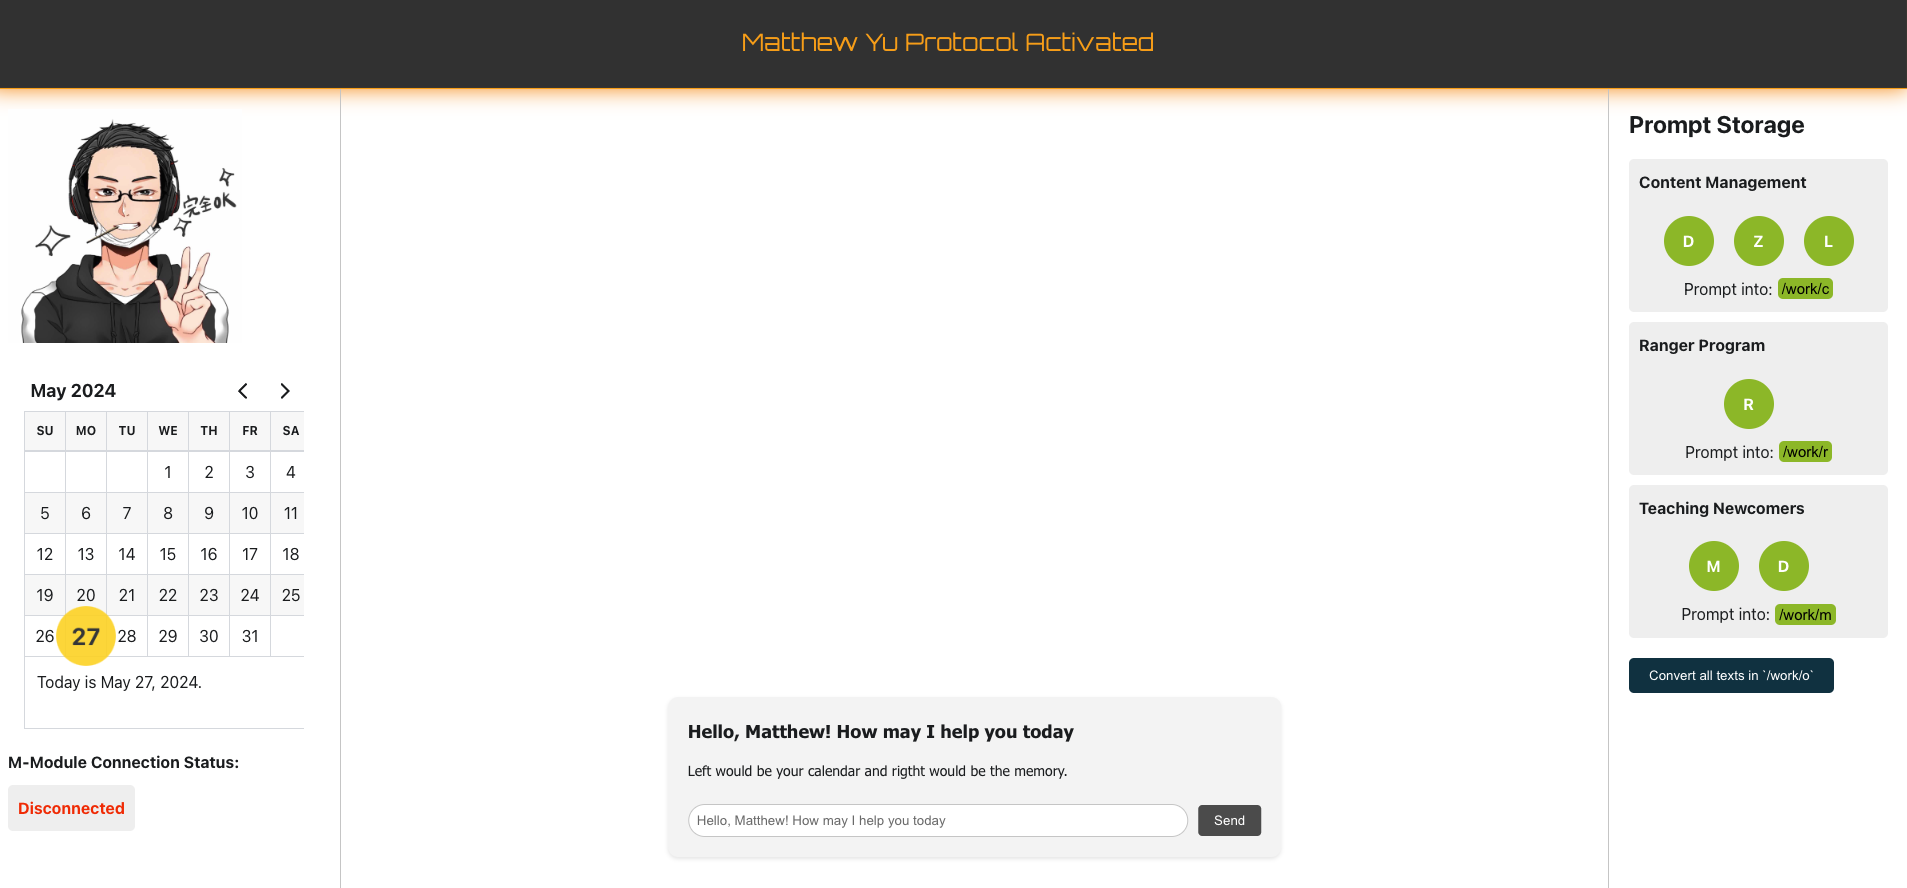 Matthew Yu Protocol Activated
完全OK
May 2024
SU MO TU WE TH FR SA
1 2 3 4
5 6 7 8 9 10 11
12 13 14 15 16 17 18
19 20 21 22 23 24 25
26 27 28 29 30 31
Today is May 27, 2024.
M-Module Connection Status:
Disconnected
Hello, Matthew! How may I help you today
Left would be your calendar and rigtht would be the memory.
Hello, Matthew! How may I help you today
Send
Prompt Storage
Content Management
D Z L
Prompt into: /work/c
Ranger Program
R
Prompt into: /work/r
Teaching Newcomers
M D
Prompt into: /work/m
Convert all texts in `/work/o`